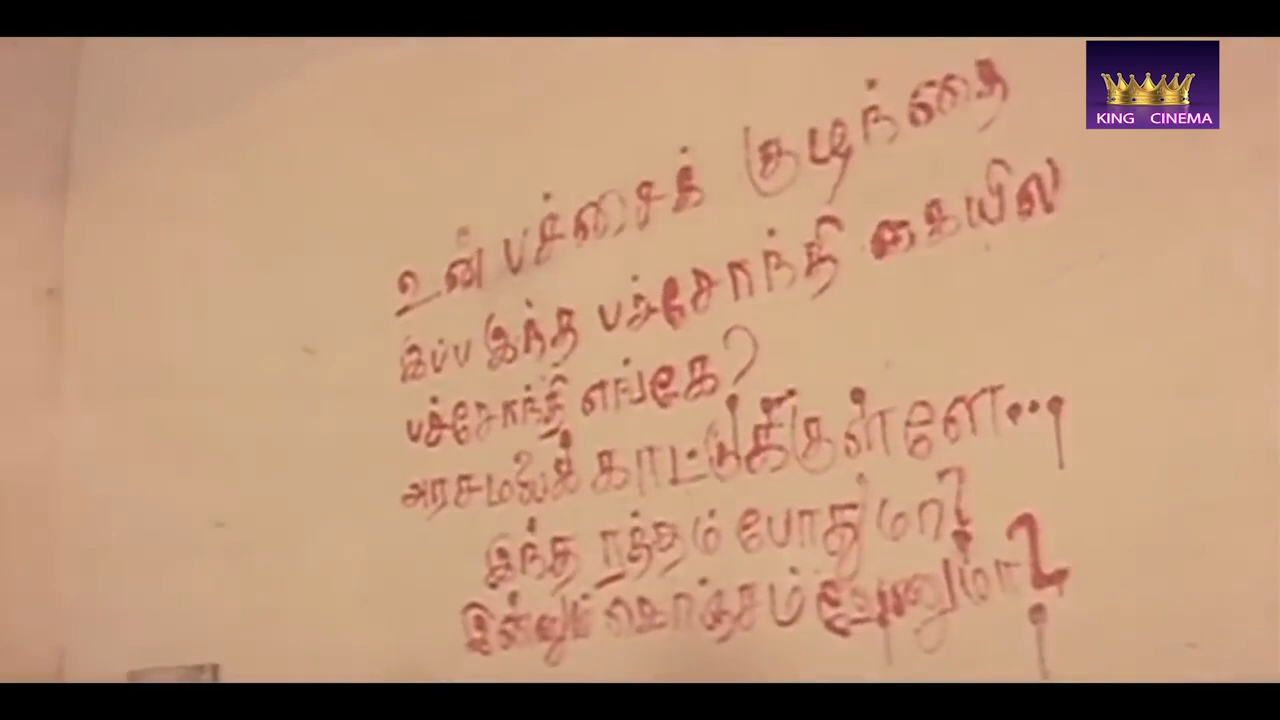 KING CINEMA
உன் பச்சைக் குழந்தை
இப்ப இந்த பச்சோந்தி கையில்
பச்சோந்தி எங்கே?
அரசமலைக் காட்டுக்குள்ளே...!
இந்த ரத்தம் போதுமா?
இன்னும் கொஞ்சம் வேணுமா?